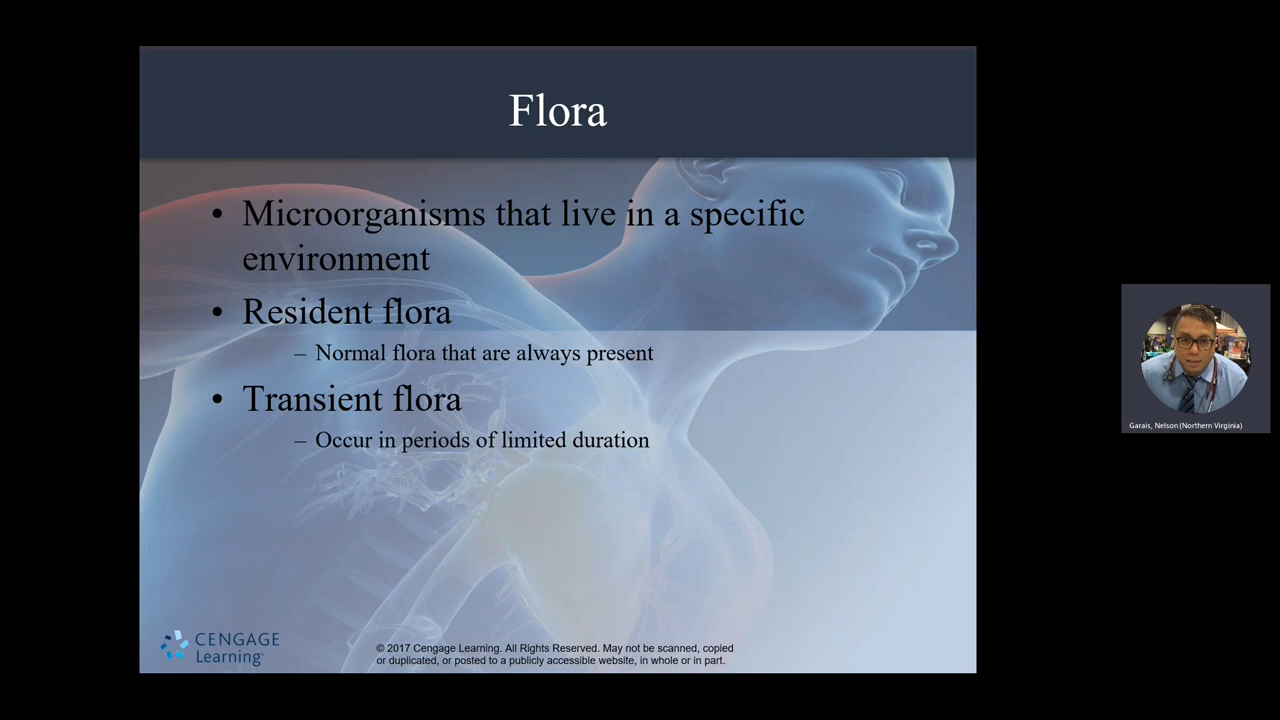 Flora
• Microorganisms that live in a specific
environment
• Resident flora
– Normal flora that are always present
• Transient flora
– Occur in periods of limited duration
CENGAGE
Learning
© 2017 Cengage Learning. All Rights Reserved. May not be scanned, copied
or duplicated, or posted to a publicly accessible website, in whole or in part.
Garais, Nelson (Northern Virginia)